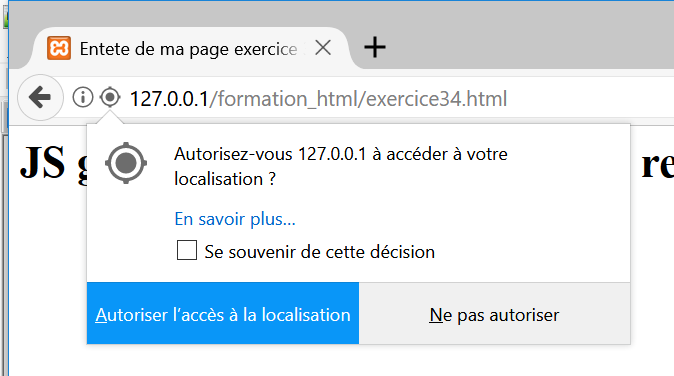 Entete de ma page exercice
127.0.0.1/formation_html/exercice34.html
JS g re
Autorisez-vous 127.0.0.1 à accéder à votre
localisation ?
En savoir plus...
Se souvenir de cette décision
Autoriser l'accès à la localisation
Ne pas autoriser